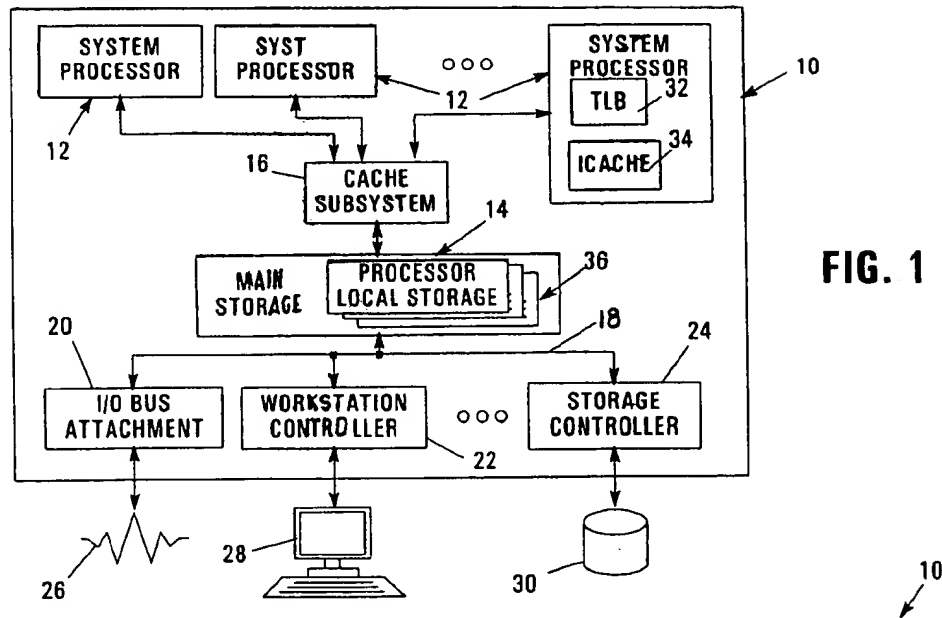 SYSTEM
PROCESSOR
SYST
PROCESSOR
SYSTEM
PROCESSOR
TLB
32
ICACHE
34
10
12
12
16
CACHE
SUBSYSTEM
14
MAIN
STORAGE
PROCESSOR
LOCAL STORAGE
36
FIG. 1
18
20
I/O BUS
ATTACHMENT
WORKSTATION
CONTROLLER
22
24
STORAGE
CONTROLLER
26
28
30
10